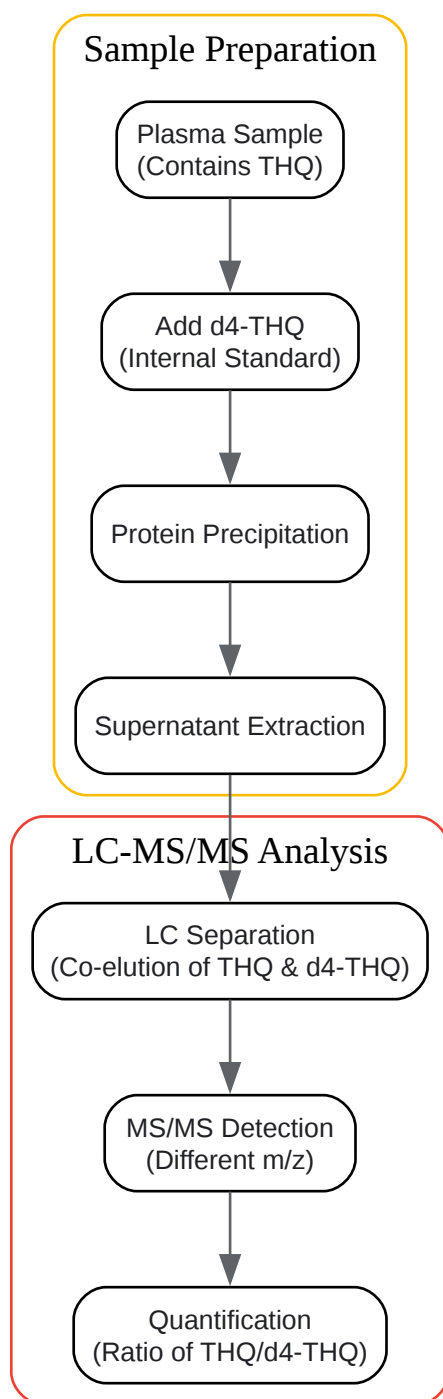 Sample Preparation
Plasma Sample
(Contains THQ)
Add d4-THQ
(Internal Standard)
Protein Precipitation
Supernatant Extraction
LC-MS/MS Analysis
LC Separation
(Co-elution of THQ & d4-THQ)
MS/MS Detection
(Different m/z)
Quantification
(Ratio of THQ/d4-THQ)